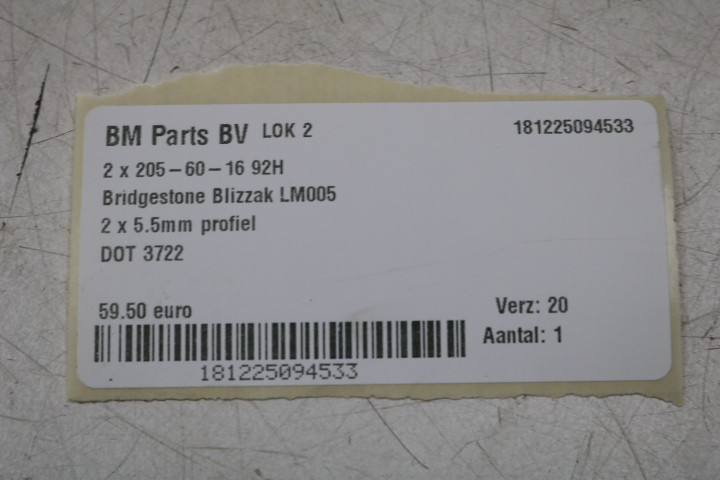 BM Parts BV LOK 2 181225094533
2 x 205-60-16 92H
Bridgestone Blizzak LM005
2 x 5.5mm profiel
DOT 3722
59.50 euro Verz: 20
Aantal: 1
181225094533